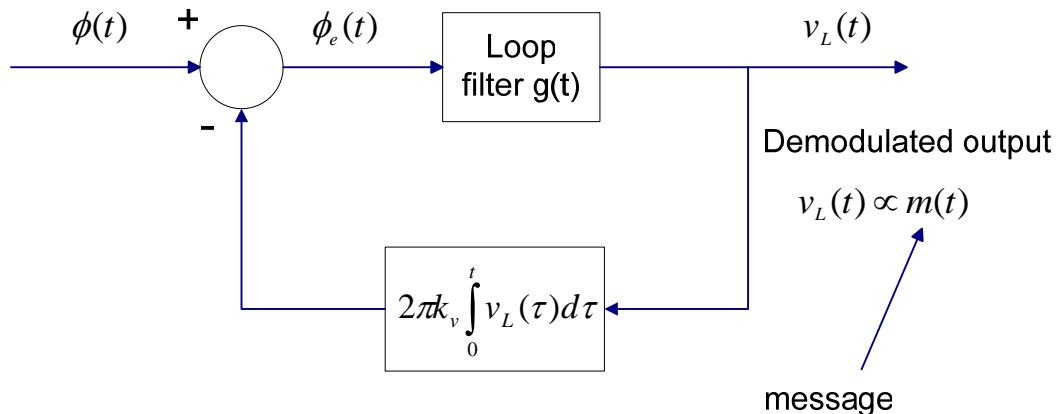 ϕ(t) + ϕ_e(t) v_L(t)
Loop
filter g(t)
-
Demodulated output
v_L(t) ∝ m(t)
2πk_v ∫_0^t v_L(τ)dτ
message